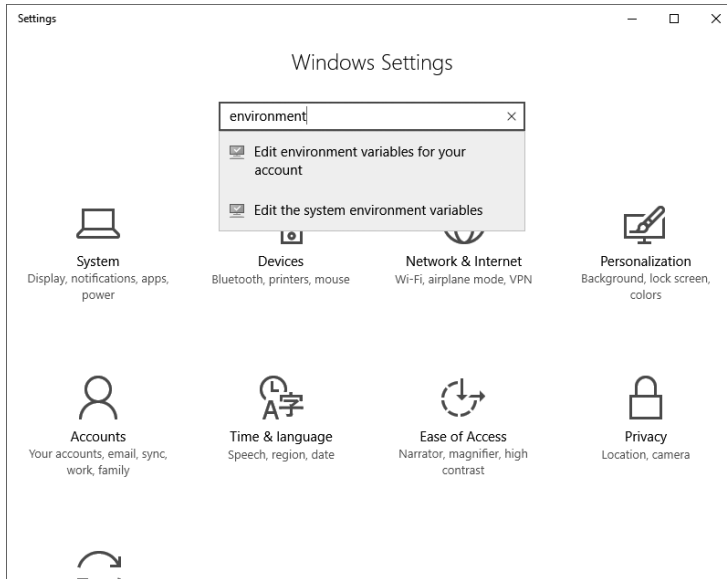 Settings
Windows Settings
environment
Edit environment variables for your
account
Edit the system environment variables
System
Display, notifications, apps,
power
Devices
Bluetooth, printers, mouse
Network & Internet
Wi-Fi, airplane mode, VPN
Personalization
Background, lock screen,
colors
Accounts
Your accounts, email, sync,
work, family
Time & language
Speech, region, date
Ease of Access
Narrator, magnifier, high
contrast
Privacy
Location, camera